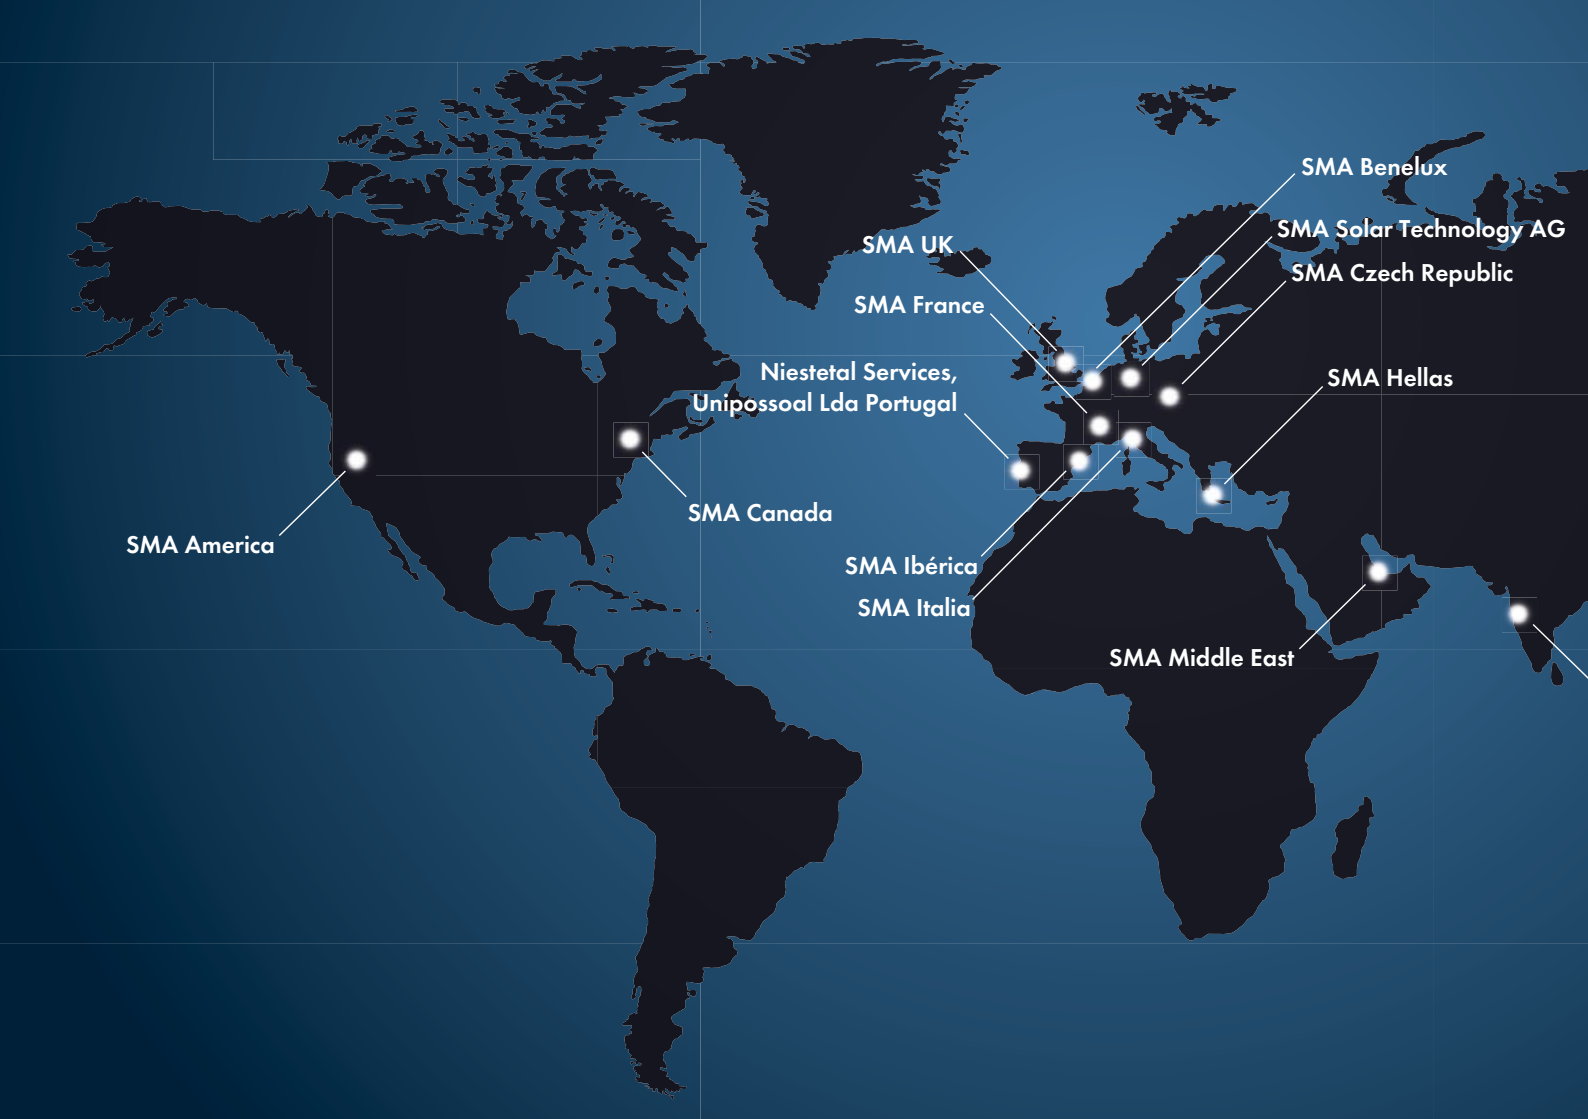 SMA Benelux
SMA Solar Technology AG
SMA UK
SMA Czech Republic
SMA France
Niestetal Services,
Unipossoal Lda Portugal
SMA Hellas
SMA Canada
SMA America
SMA Ibérica
SMA Italia
SMA Middle East